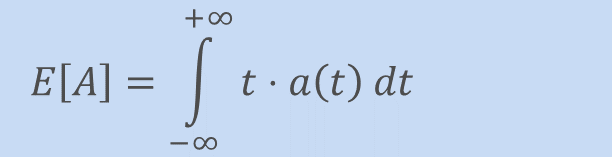 E[A] = ∫_{−∞}^{+∞} t · a(t) dt